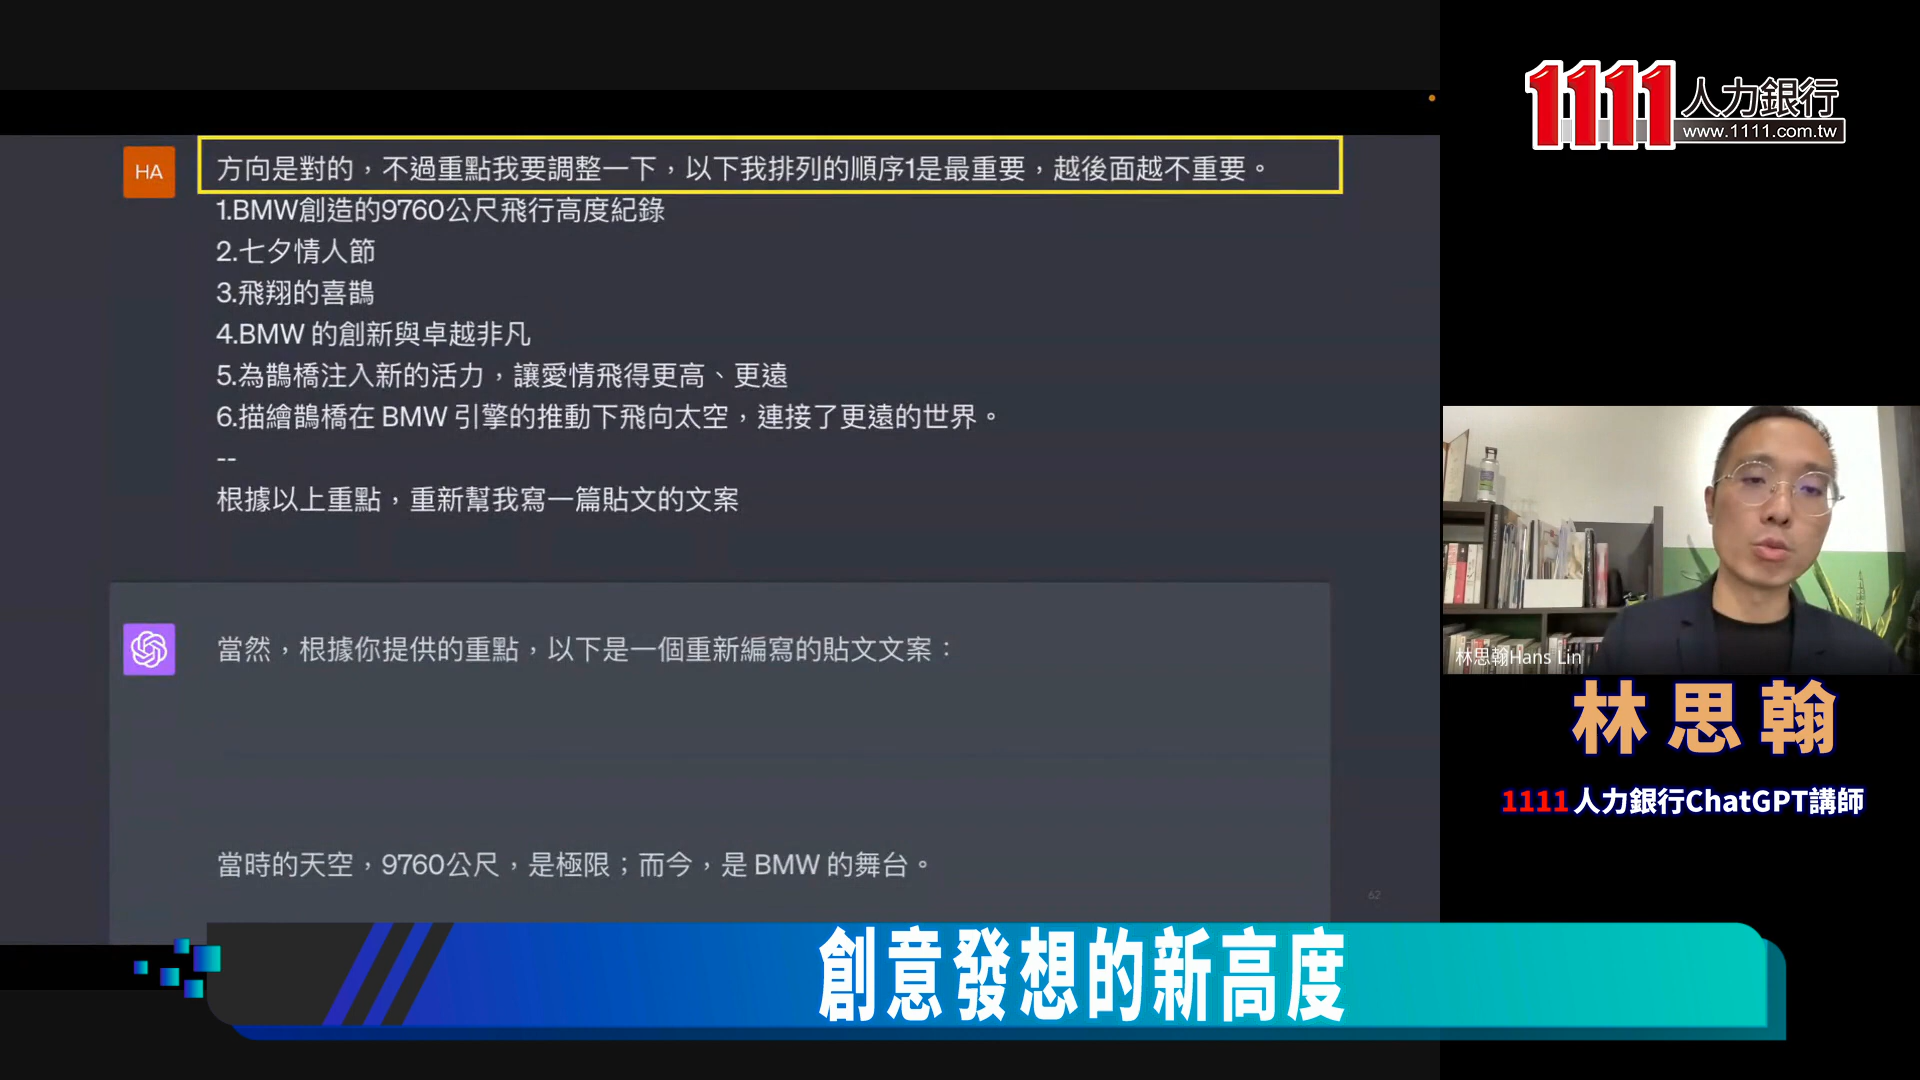 1111人力銀行
www.1111.com.tw
HA
方向是對的，不過重點我要調整一下，以下我排列的順序1是最重要，越後面越不重要。
1.BMW創造的9760公尺飛行高度紀錄
2.七夕情人節
3.飛翔的喜鵲
4.BMW 的創新與卓越非凡
5.為鵲橋注入新的活力，讓愛情飛得更高、更遠
6.描繪鵲橋在 BMW 引擎的推動下飛向太空，連接了更遠的世界。
--
根據以上重點，重新幫我寫一篇貼文的文案
當然，根據你提供的重點，以下是一個重新編寫的貼文文案：
當時的天空，9760公尺，是極限；而今，是 BMW 的舞台。
62
林思翰Hans Lin
林思翰
1111人力銀行ChatGPT講師
創意發想的新高度